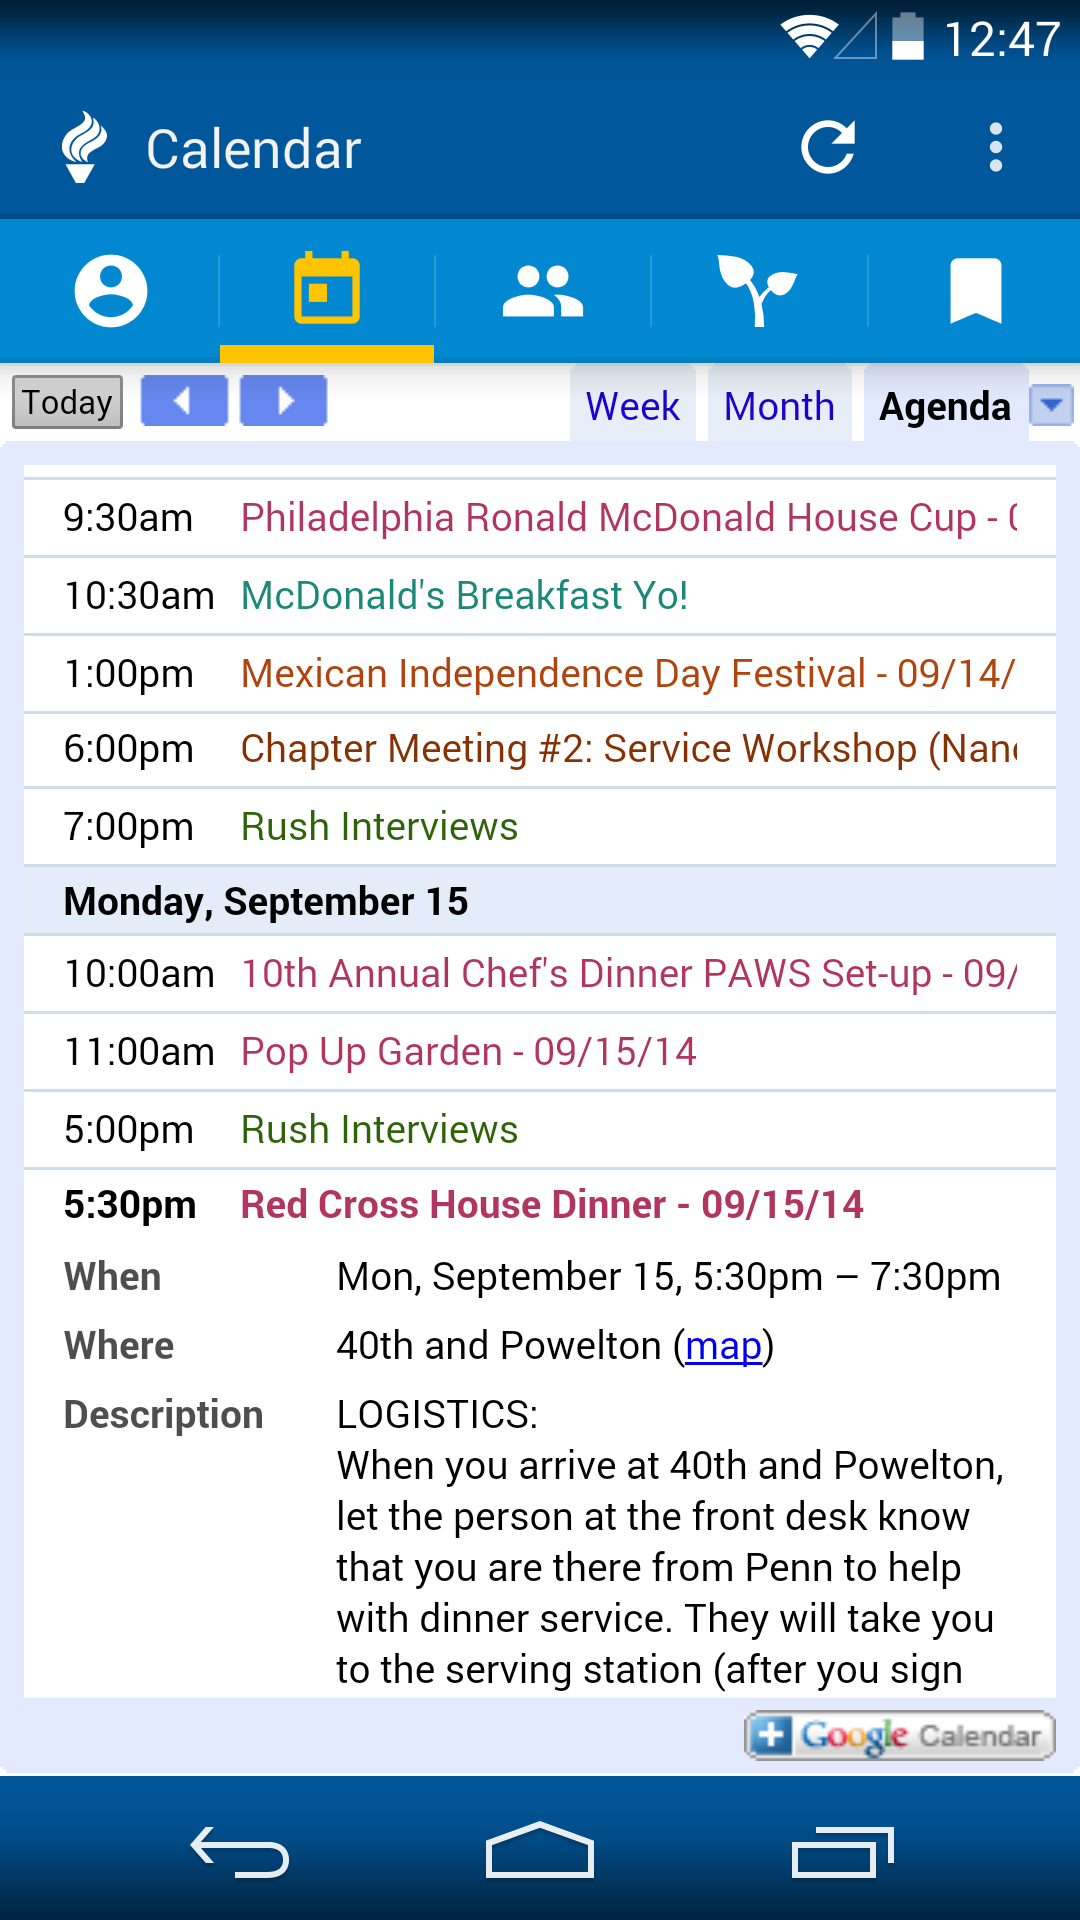 12:47
Calendar
Today Week Month Agenda
9:30am Philadelphia Ronald McDonald House Cup -
10:30am McDonald's Breakfast Yo!
1:00pm Mexican Independence Day Festival - 09/14/
6:00pm Chapter Meeting #2: Service Workshop
7:00pm Rush Interviews
Monday, September 15
10:00am 10th Annual Chef's Dinner PAWS Set-up - 09/
11:00am Pop Up Garden - 09/15/14
5:00pm Rush Interviews
5:30pm Red Cross House Dinner - 09/15/14
When Mon, September 15, 5:30pm – 7:30pm
Where 40th and Powelton (map)
Description LOGISTICS:
When you arrive at 40th and Powelton,
let the person at the front desk know
that you are there from Penn to help
with dinner service. They will take you
to the serving station (after you sign
Google Calendar